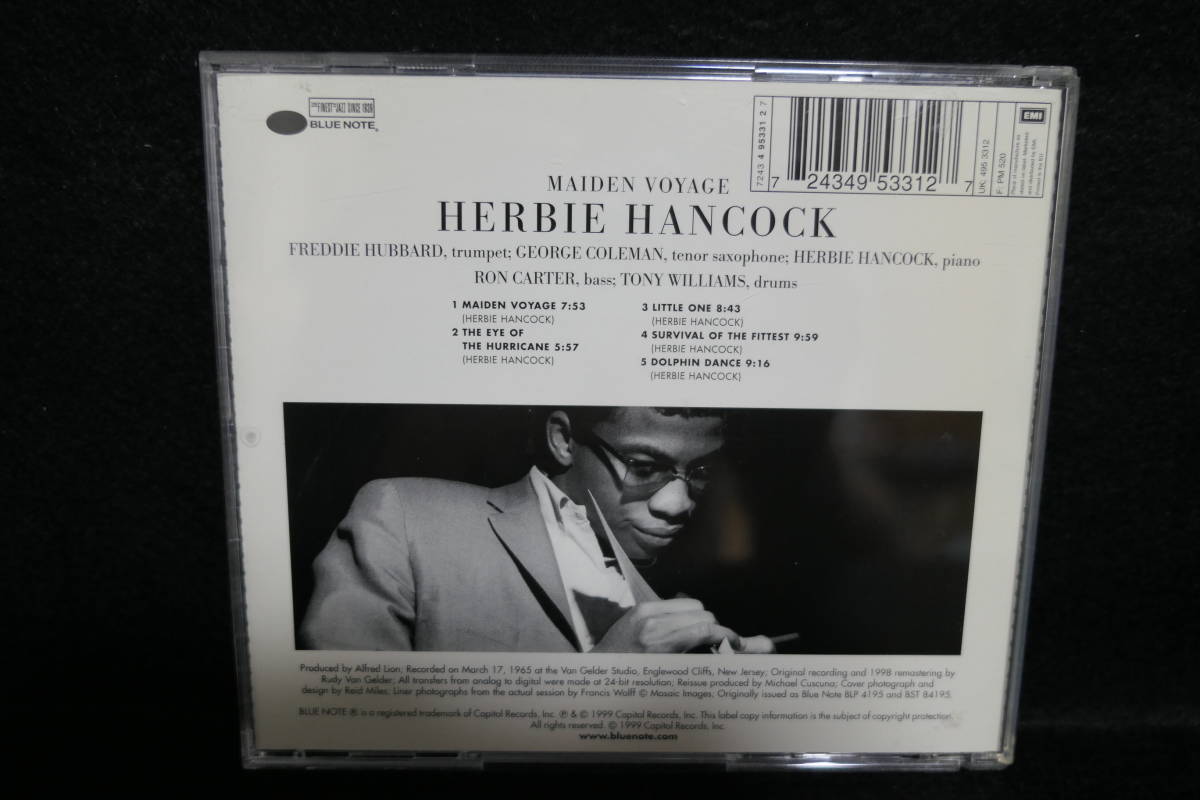 THE FINEST IN JAZZ SINCE 1939
BLUE NOTE®
7243 4 95331 2 7
7 24349 53312 7
UK: 495 3312
F: PM 520
EMI
MAIDEN VOYAGE
HERBIE HANCOCK
FREDDIE HUBBARD, trumpet; GEORGE COLEMAN, tenor saxophone; HERBIE HANCOCK, piano
RON CARTER, bass; TONY WILLIAMS, drums
1 MAIDEN VOYAGE 7:53
(HERBIE HANCOCK)
2 THE EYE OF
THE HURRICANE 5:57
(HERBIE HANCOCK)
3 LITTLE ONE 8:43
(HERBIE HANCOCK)
4 SURVIVAL OF THE FITTEST 9:59
(HERBIE HANCOCK)
5 DOLPHIN DANCE 9:16
(HERBIE HANCOCK)
Produced by Alfred Lion; Recorded on March 17, 1965 at the Van Gelder Studio, Englewood Cliffs, New Jersey; Original recording and 1998 remastering by
Rudy Van Gelder; All transfers from analog to digital were made at 24-bit resolution; Reissue produced by Michael Cuscuna; Cover photograph and
design by Reid Miles; Liner photographs from the actual session by Francis Wolff © Mosaic Images. Originally issued as Blue Note BLP 4195 and BST 84195.
BLUE NOTE ® is a registered trademark of Capitol Records, Inc. ℗ & © 1999 Capitol Records, Inc. This label copy information is the subject of copyright protection.
All rights reserved. © 1999 Capitol Records, Inc.
www.bluenote.com